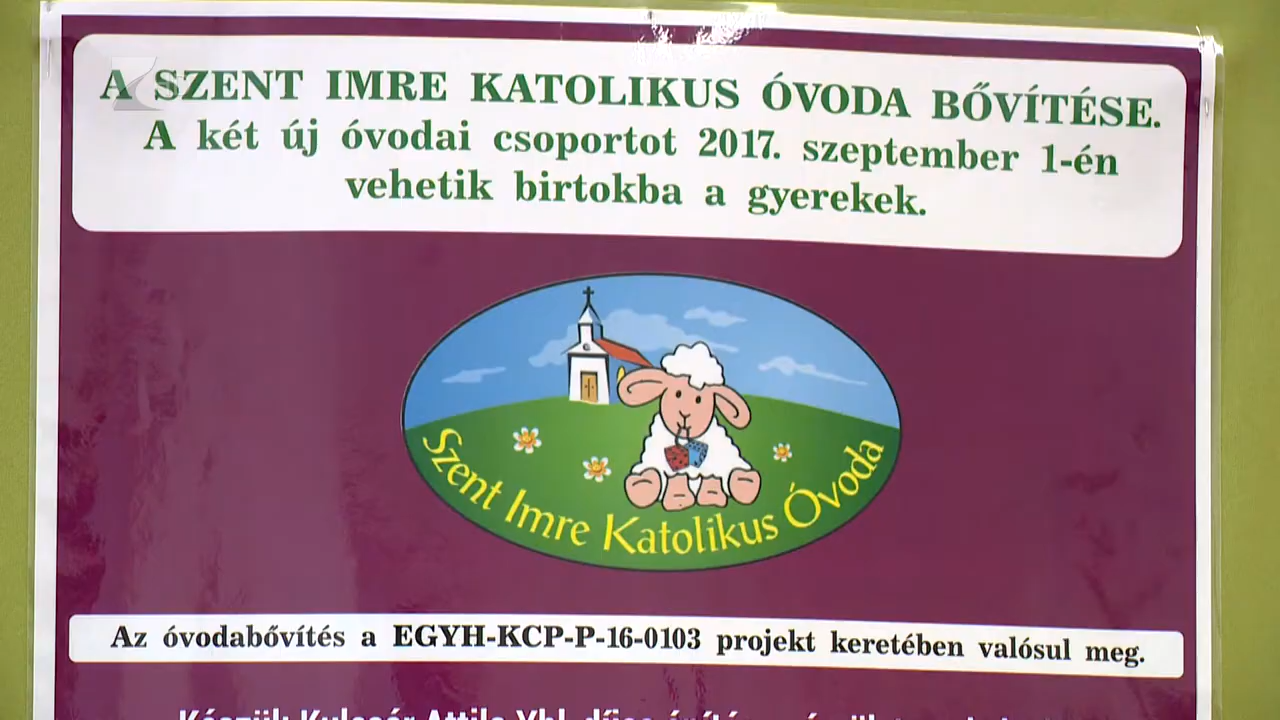 A SZENT IMRE KATOLIKUS ÓVODA BŐVÍTÉSE.
A két új óvodai csoportot 2017. szeptember 1-én
vehetik birtokba a gyerekek.
Szent Imre Katolikus Óvoda
Az óvodabővítés a EGYH-KCP-P-16-0103 projekt keretében valósul meg.